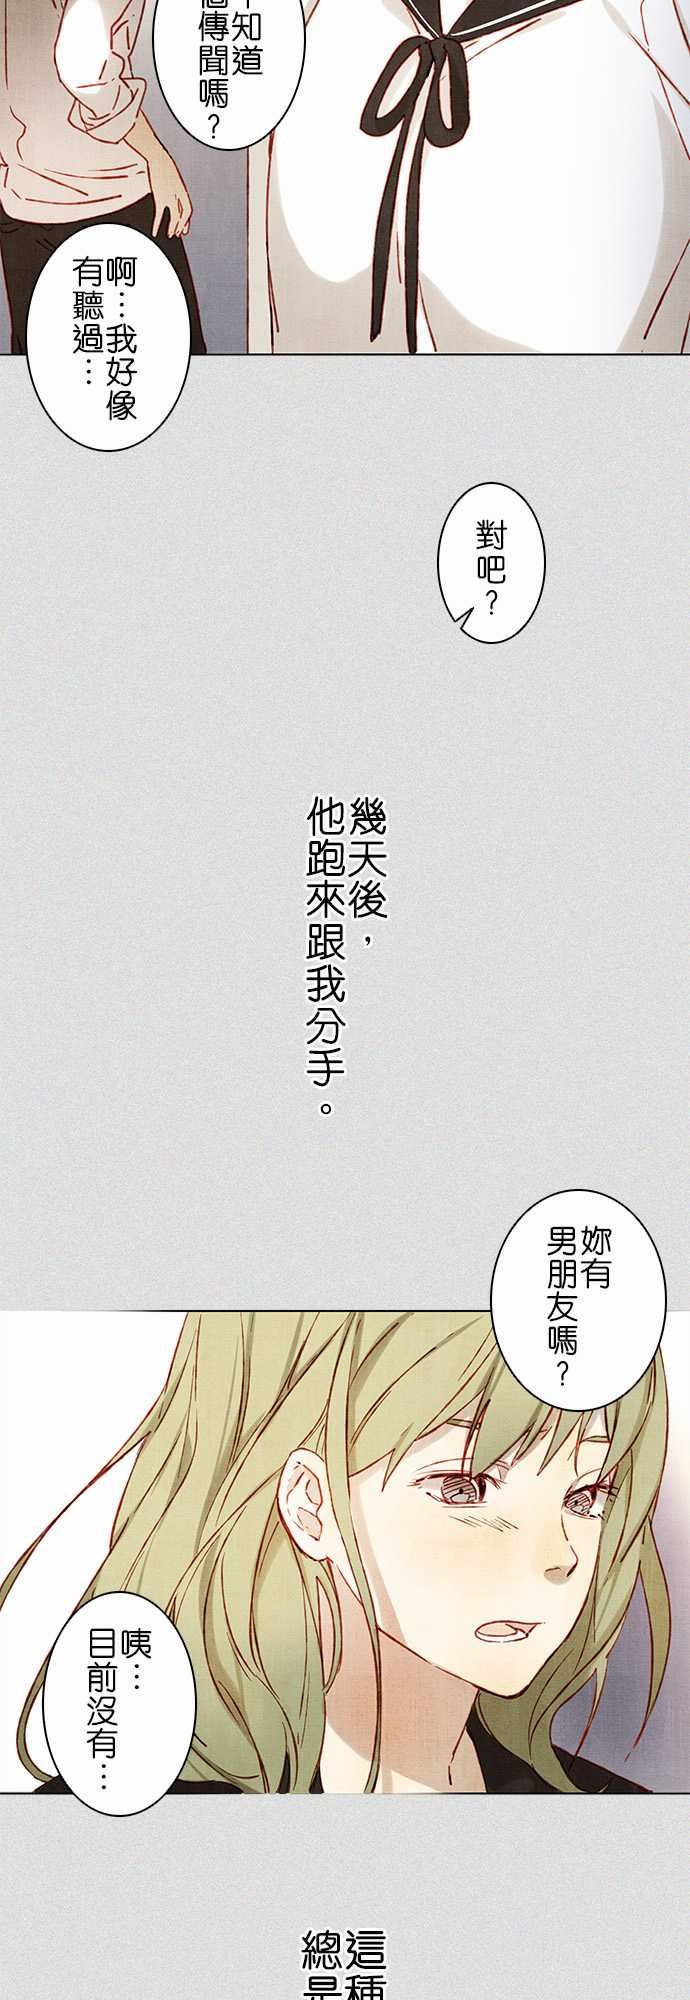 知道
傳聞嗎？
啊…我好像
有聽過…
對吧？
幾天後，
他跑來跟我分手。
妳有
男朋友嗎？
咦…
目前沒有…
這種
總是